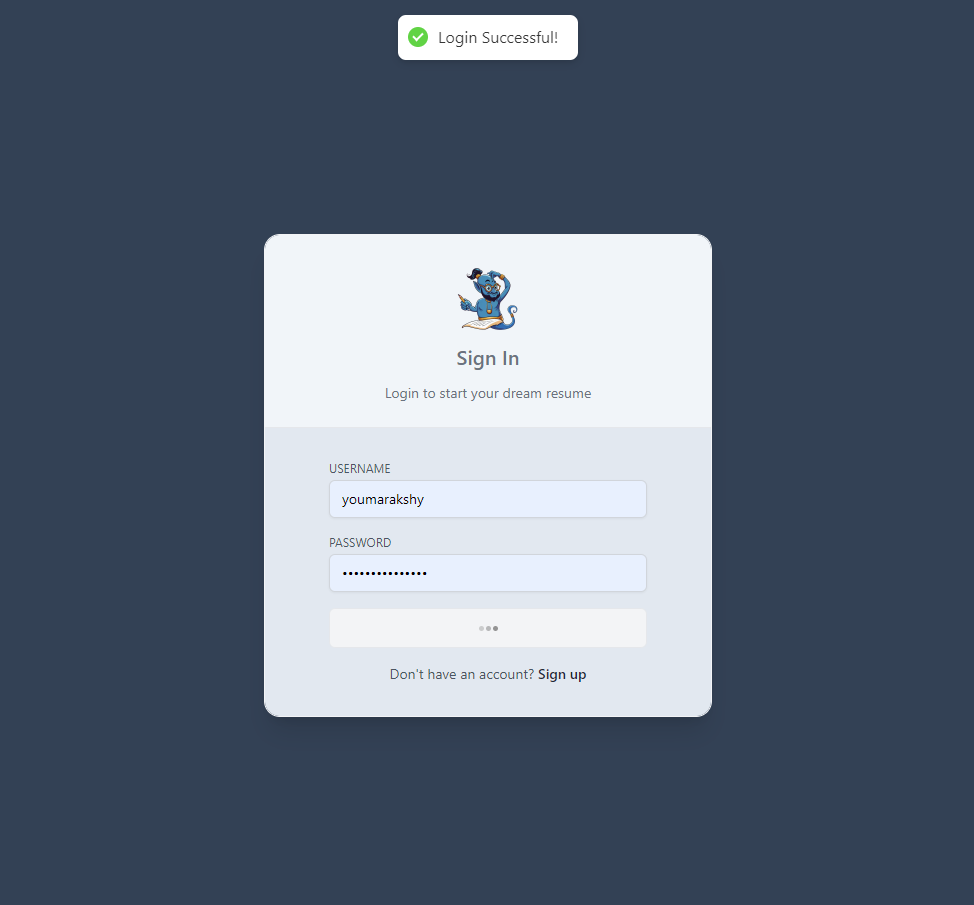 Login Successful!
Sign In
Login to start your dream resume
USERNAME
youmarakshy
PASSWORD
•••••••••••••••
Don't have an account? Sign up